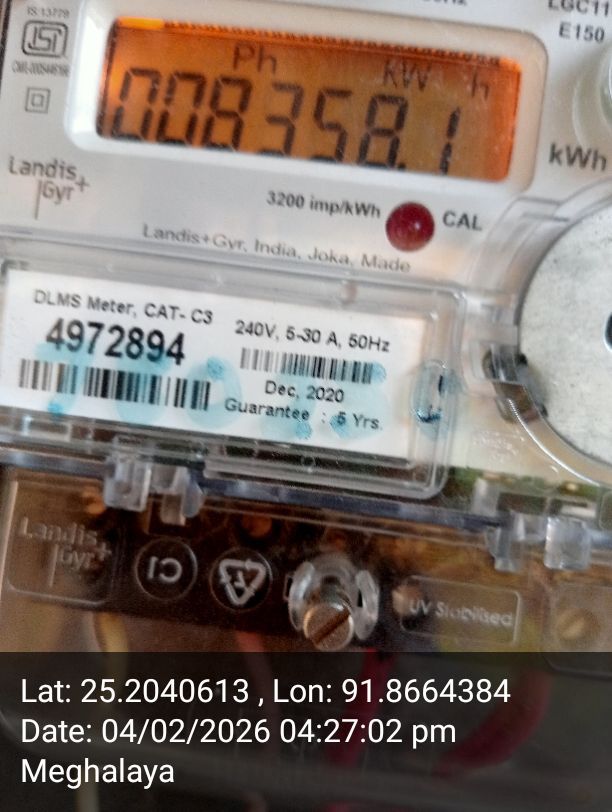 IS:13779
LGC11
E150
Ph kW h
008358.1
kWh
Landis
Gyr+
3200 imp/kWh CAL
Landis+Gyr, India, Joka, Made
DLMS Meter, CAT- C3
4972894
240V, 5-30 A, 50Hz
Dec, 2020
Guarantee : 5 Yrs.
Landis
Gyr+
UV Stabilised
Lat: 25.2040613 , Lon: 91.8664384
Date: 04/02/2026 04:27:02 pm
Meghalaya